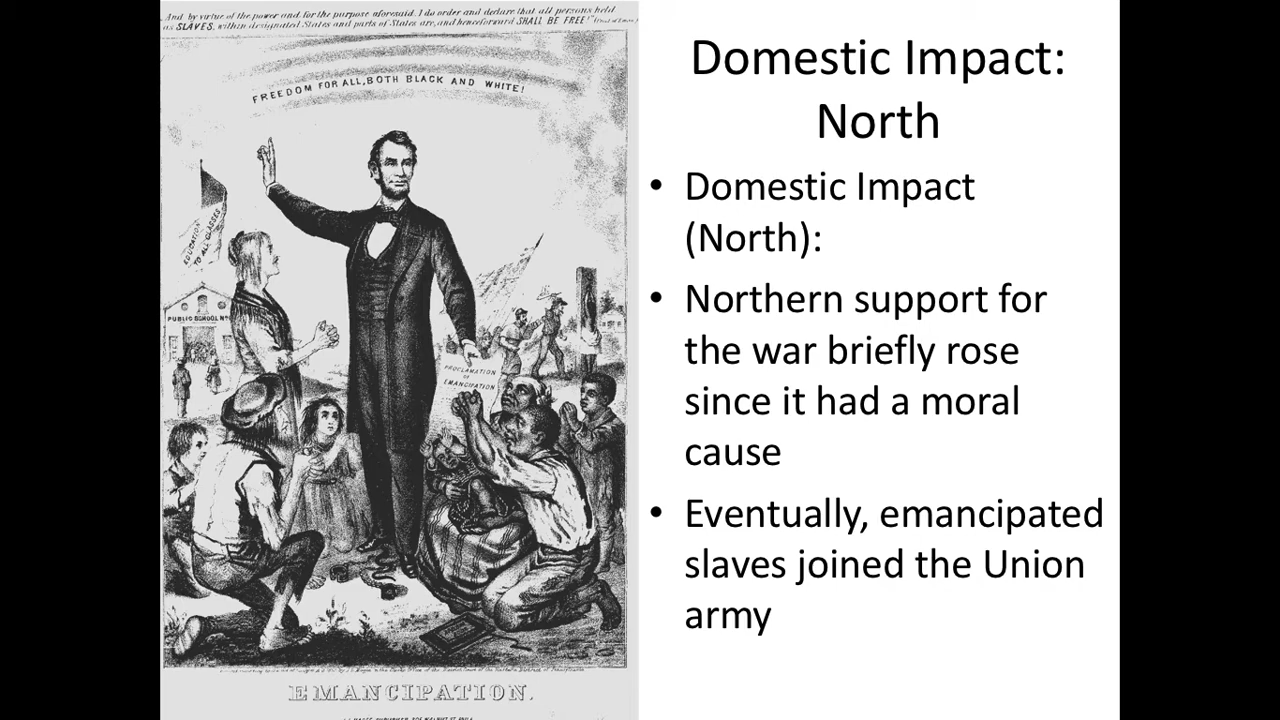 And by virtue of the power and for the purpose aforesaid. I do order and declare that all persons held
as SLAVES, within designated States and parts of States are, and henceforward SHALL BE FREE!"
FREEDOM FOR ALL, BOTH BLACK AND WHITE!
EDUCATION
TO ALL CLASSES
PUBLIC SCHOOL No
PROCLAMATION
OF
EMANCIPATION
EMANCIPATION.
Domestic Impact:
North
• Domestic Impact
(North):
• Northern support for
the war briefly rose
since it had a moral
cause
• Eventually, emancipated
slaves joined the Union
army